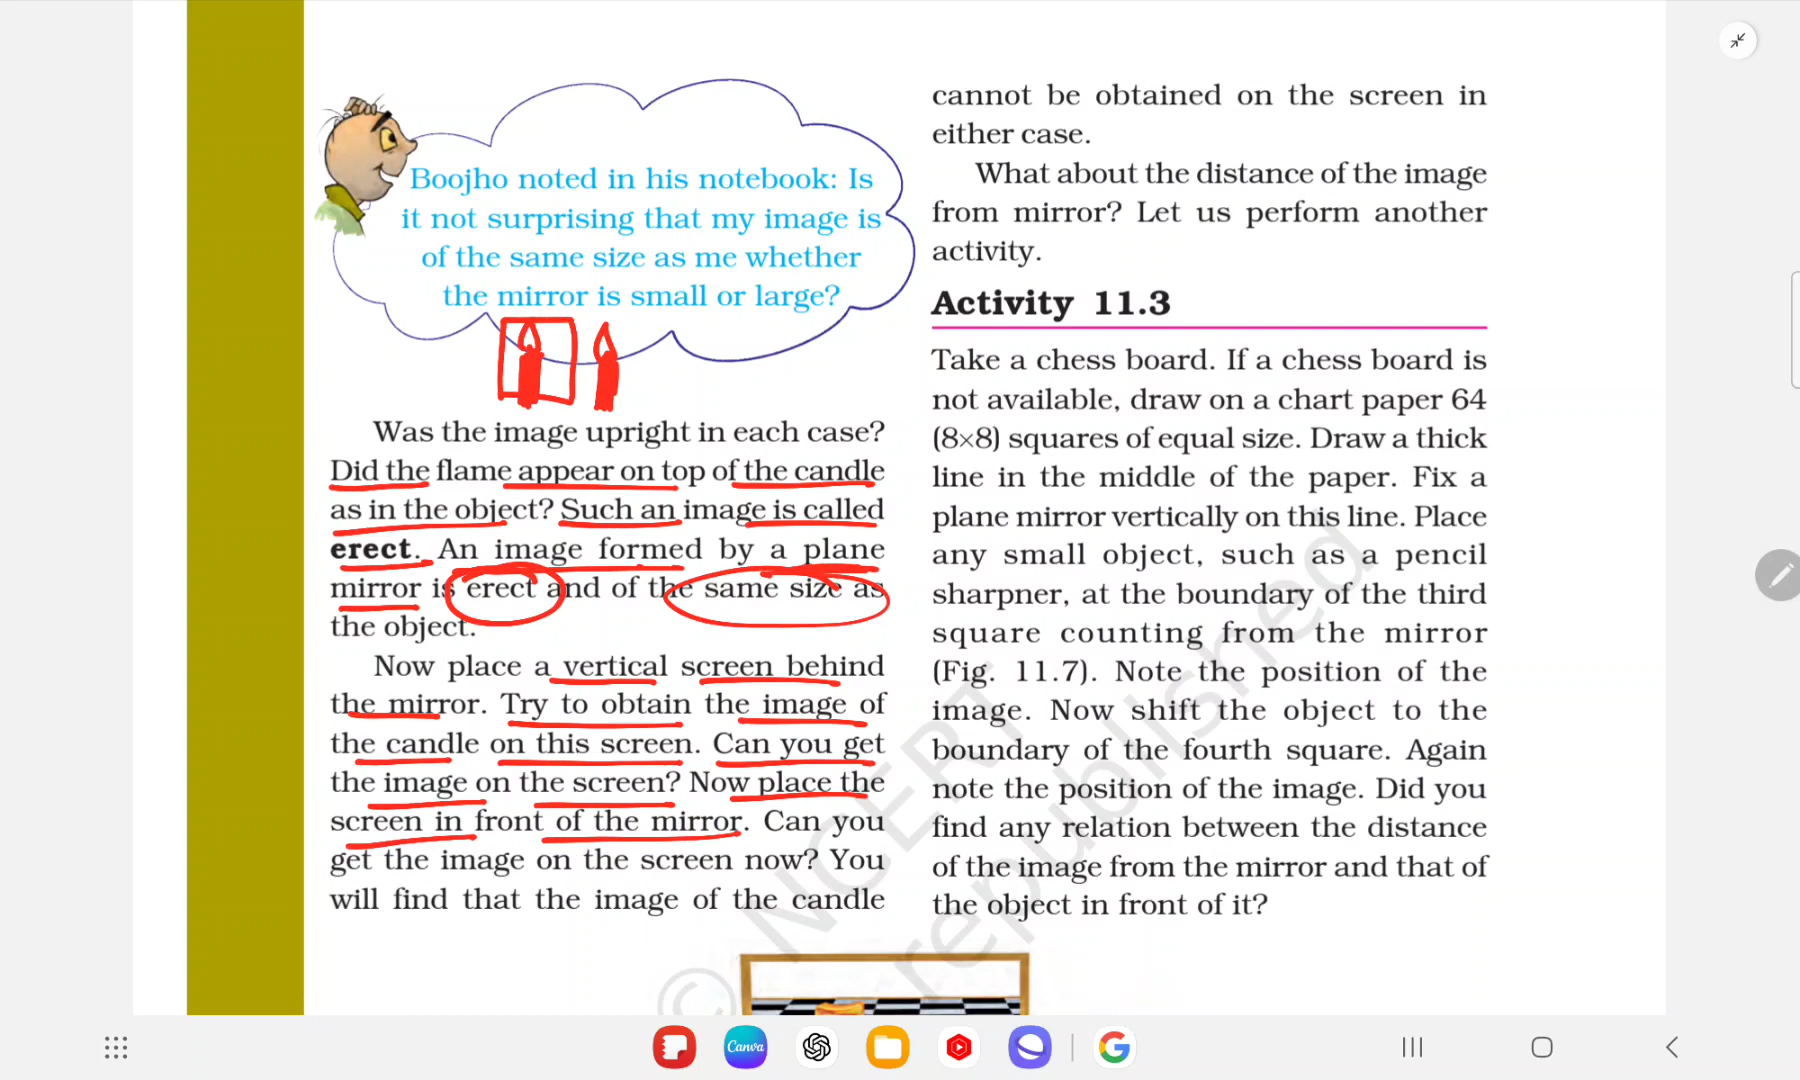 Boojho noted in his notebook: Is
it not surprising that my image is
of the same size as me whether
the mirror is small or large?
Was the image upright in each case?
Did the flame appear on top of the candle
as in the object? Such an image is called
erect. An image formed by a plane
mirror is erect and of the same size as
the object.
Now place a vertical screen behind
the mirror. Try to obtain the image of
the candle on this screen. Can you get
the image on the screen? Now place the
screen in front of the mirror. Can you
get the image on the screen now? You
will find that the image of the candle
cannot be obtained on the screen in
either case.
What about the distance of the image
from mirror? Let us perform another
activity.
Activity 11.3
Take a chess board. If a chess board is
not available, draw on a chart paper 64
(8×8) squares of equal size. Draw a thick
line in the middle of the paper. Fix a
plane mirror vertically on this line. Place
any small object, such as a pencil
sharpner, at the boundary of the third
square counting from the mirror
(Fig. 11.7). Note the position of the
image. Now shift the object to the
boundary of the fourth square. Again
note the position of the image. Did you
find any relation between the distance
of the image from the mirror and that of
the object in front of it?
© NCERT
republished
Canva